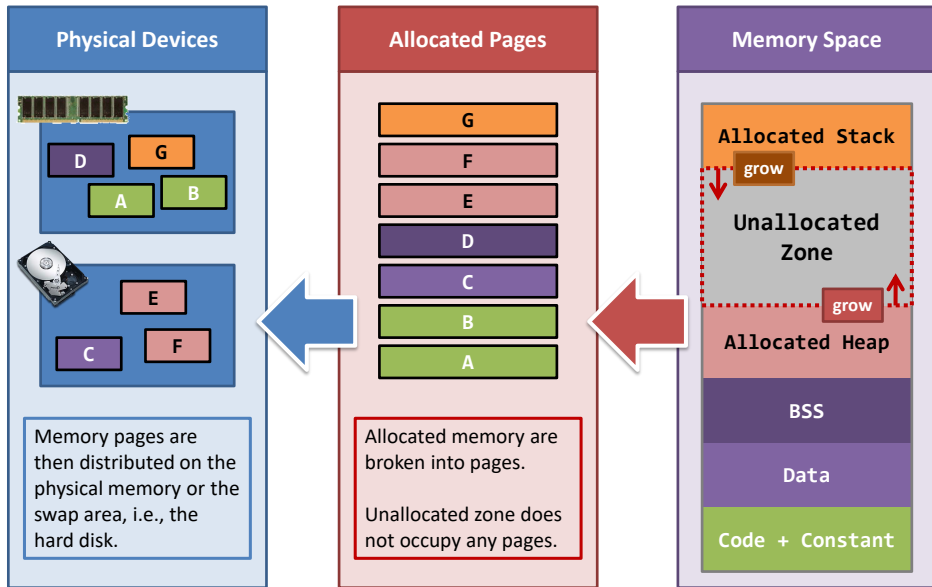 Physical Devices
D
G
A
B
E
C
F
Memory pages are
then distributed on the
physical memory or the
swap area, i.e., the
hard disk.
Allocated Pages
G
F
E
D
C
B
A
Allocated memory are
broken into pages.
Unallocated zone does
not occupy any pages.
Memory Space
Allocated Stack
grow
Unallocated
Zone
grow
Allocated Heap
BSS
Data
Code + Constant